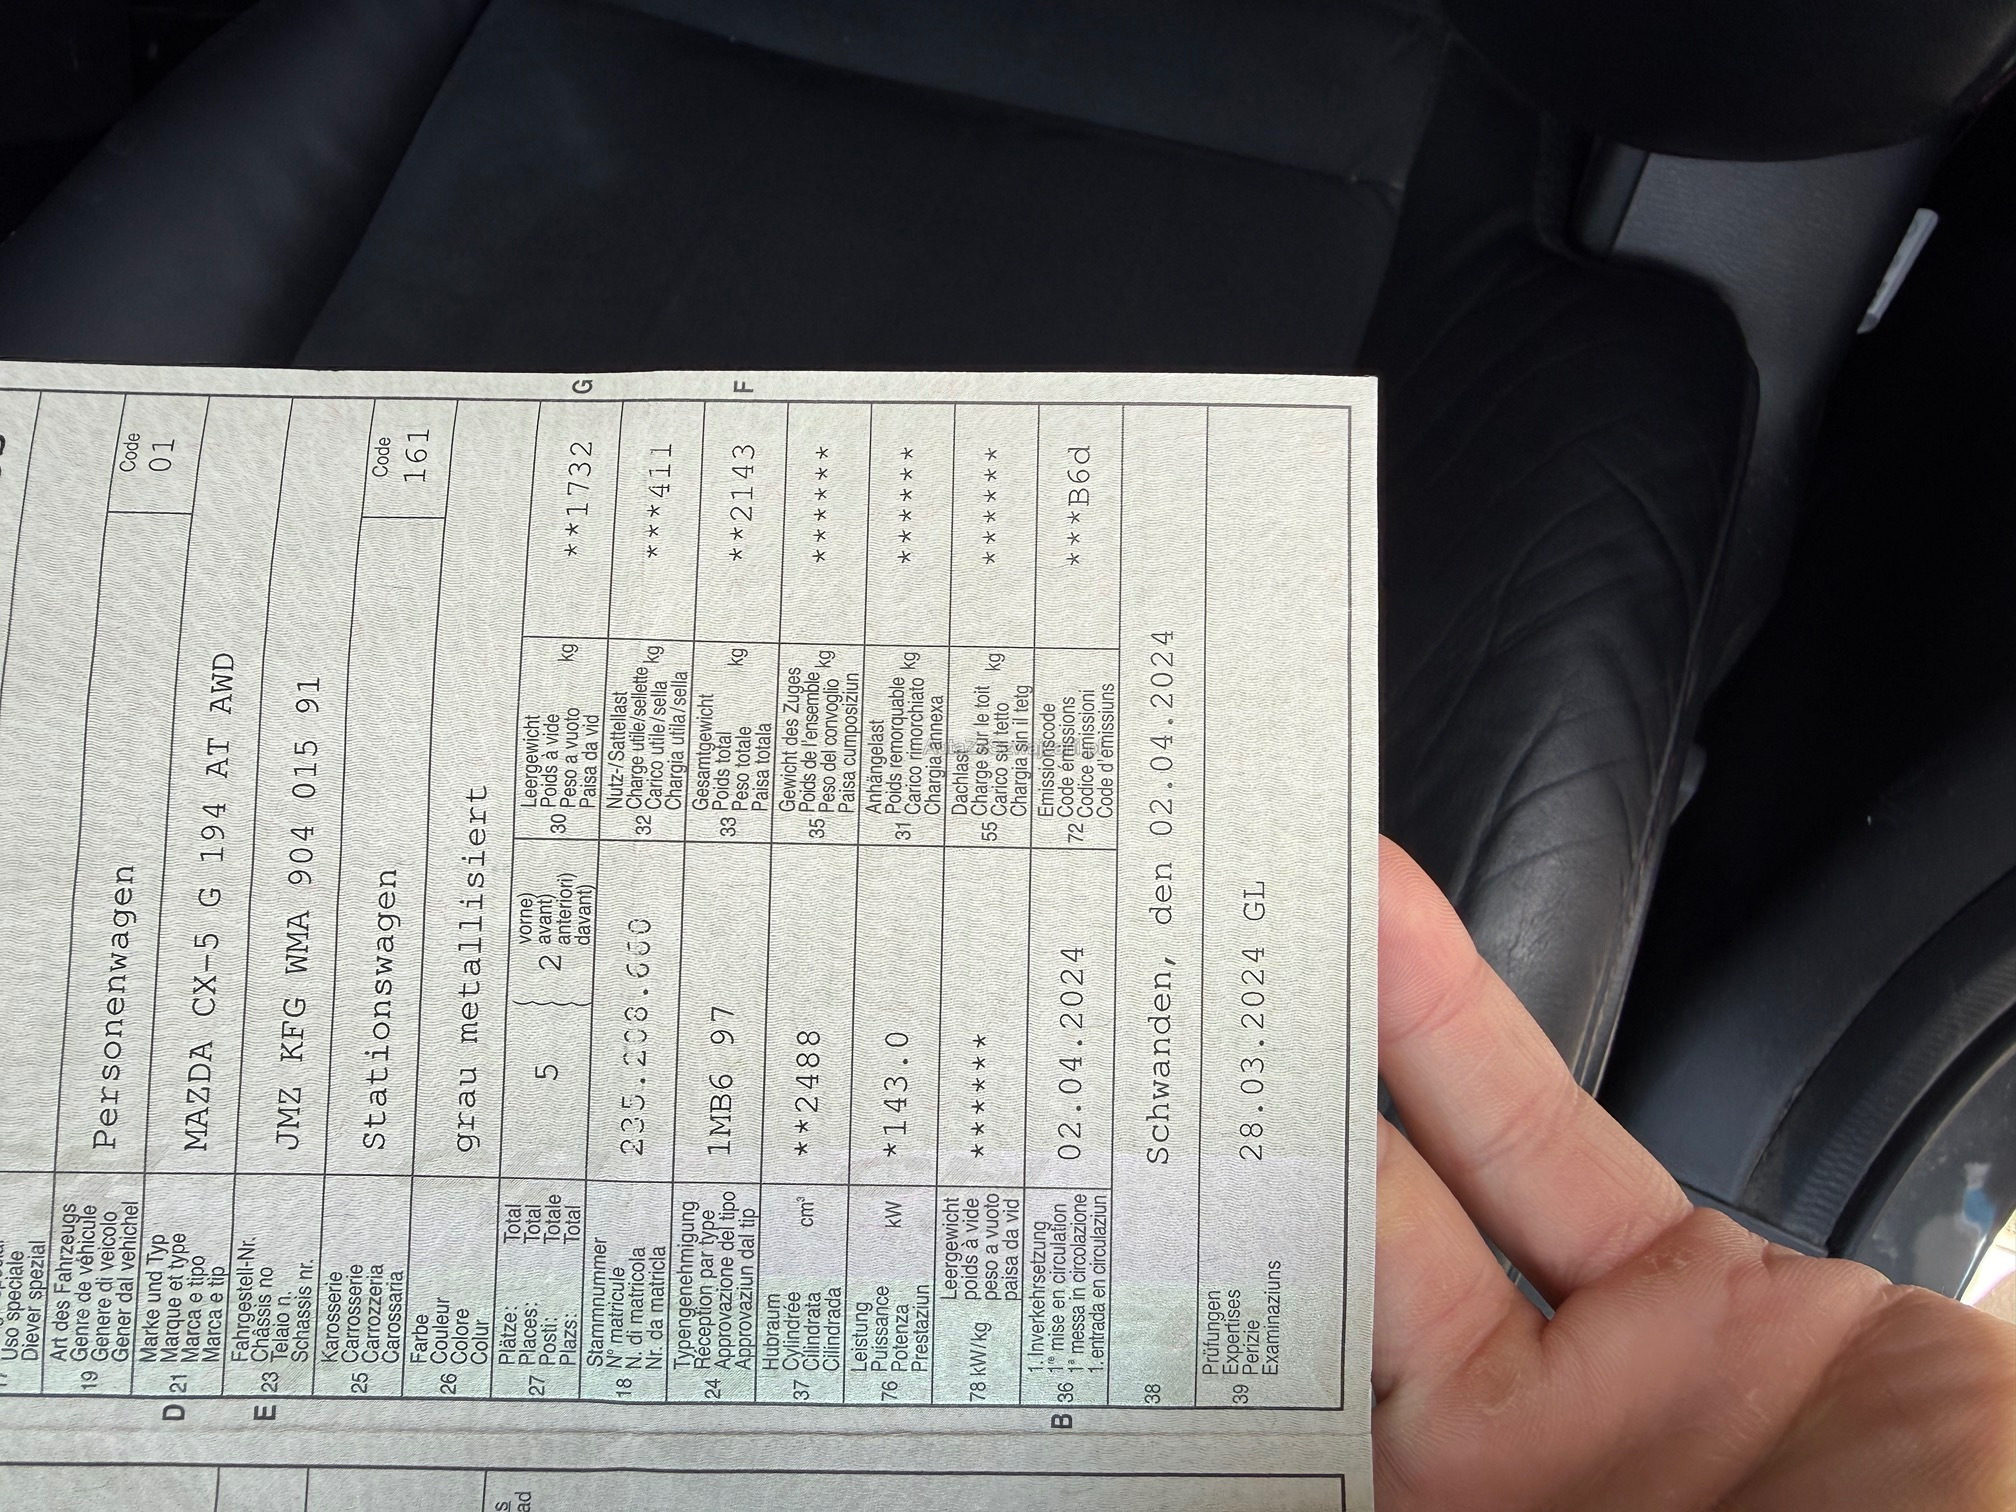 Uso speciale
Diever spezial
Art des Fahrzeugs
19 Genre de véhicule
Genere di veicolo
Gener dal vehichel
Personenwagen
Code
01
Marke und Typ
D 21 Marque et type
Marca e tipo
Marca e tip
MAZDA CX-5 G 194 AT AWD
Fahrgestell-Nr.
E 23 Châssis no
Telaio n.
Schassis nr.
JMZ KFG WMA 904 015 91
Karosserie
25 Carrosserie
Carrozzeria
Carossaria
Stationswagen
Code
161
Farbe
26 Couleur
Colore
Colur
grau metallisiert
Plätze: Total
27 Places: Total
Posti: Totale
Plazs: Total
5 } 2 vorne)
avant)
anteriori)
davant)
Leergewicht
30 Poids à vide
Peso a vuoto kg
Paisa da vid
**1732
G
Stammnummer
18 N° matricule
N. di matricola
Nr. da matricla
Nutz-/Sattellast
32 Charge utile/sellette kg
Carico utile/sella
Chargia utila/sella
***411
Typengenehmigung
24 Réception par type
Approvazione del tipo
Approvaziun dal tip
1MB6 97
Gesamtgewicht
33 Poids total
Peso totale kg
Paisa totala
**2143
F
Hubraum
37 Cylindrée cm³
Cilindrata
Cilindrada
**2488
Gewicht des Zuges
35 Poids de l'ensemble kg
Peso del convoglio
Paisa cumposiziun
*******
Leistung
76 Puissance kW
Potenza
Prestaziun
*143.0
Anhängelast
31 Poids remorquable kg
Carico rimorchiato
Chargia annexa
*******
Leergewicht
78 kW/kg poids à vide
peso a vuoto
paisa da vid
*******
Dachlast
55 Charge sur le toit kg
Carico sul tetto
Chargia sin il tetg
*******
1. Inverkehrsetzung
B 36 1re mise en circulation
1a messa in circolazione
1. entrada en circulaziun
02.04.2024
Emissionscode
72 Code émissions
Codice emissioni
Code d'emissiuns
***B6d
38
Schwanden, den 02.04.2024
Prüfungen
39 Expertises
Perizie
Examinaziuns
28.03.2024 GL